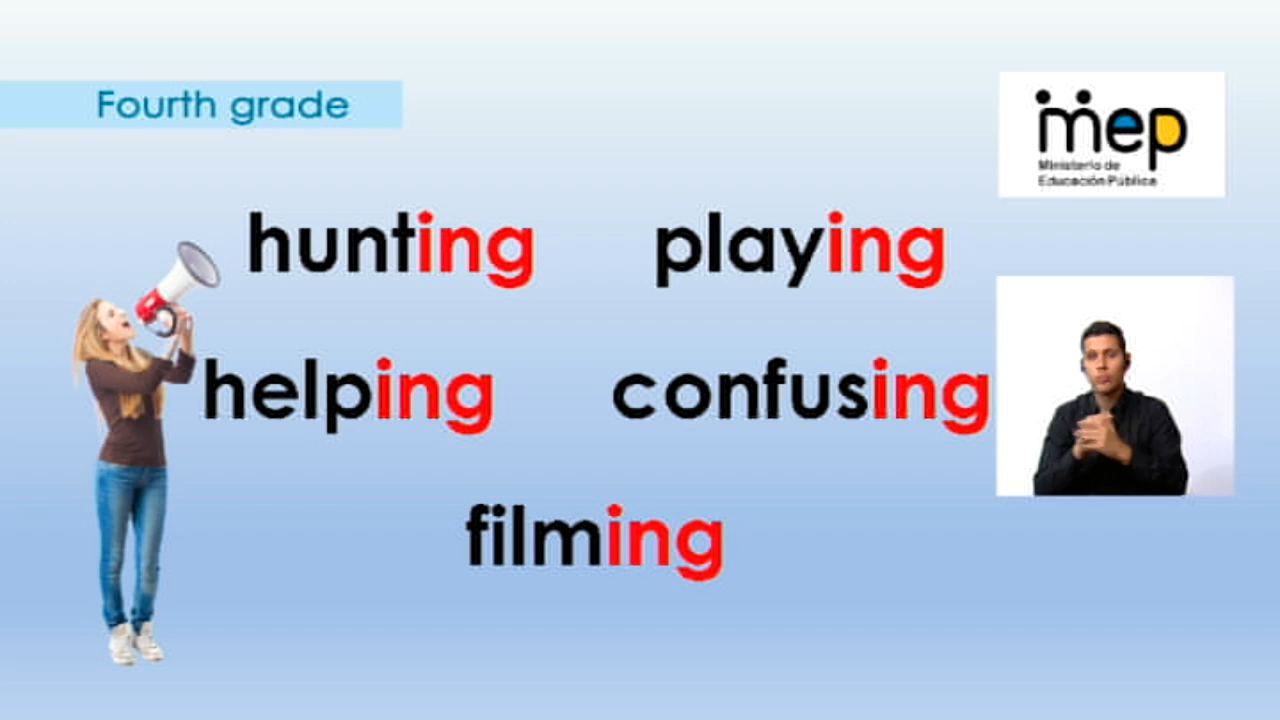 Fourth grade
mep
Ministerio de
Educación Pública
hunting playing
helping confusing
filming